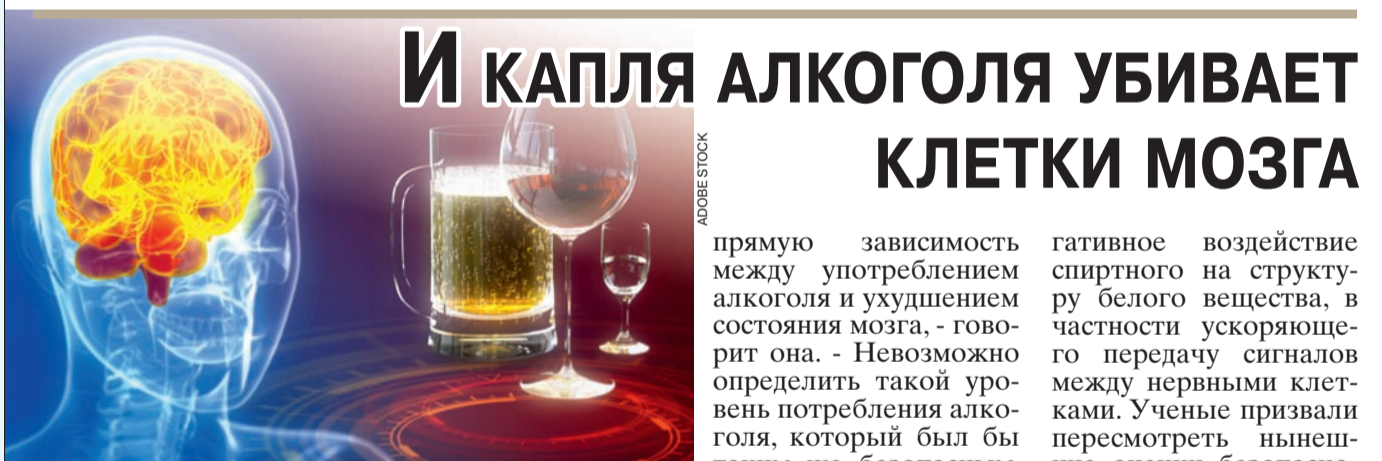 И КАПЛЯ АЛКОГОЛЯ УБИВАЕТ
КЛЕТКИ МОЗГА
ADOBE STOCK
прямую зависимость
между употреблением
алкоголя и ухудшением
состояния мозга, - гово-
рит она. - Невозможно
определить такой уро-
вень потребления алко-
голя, который был бы
гативное воздействие
спиртного на структу-
ру белого вещества, в
частности ускоряюще-
го передачу сигналов
между нервными клет-
ками. Ученые призвали
пересмотреть нынеш-